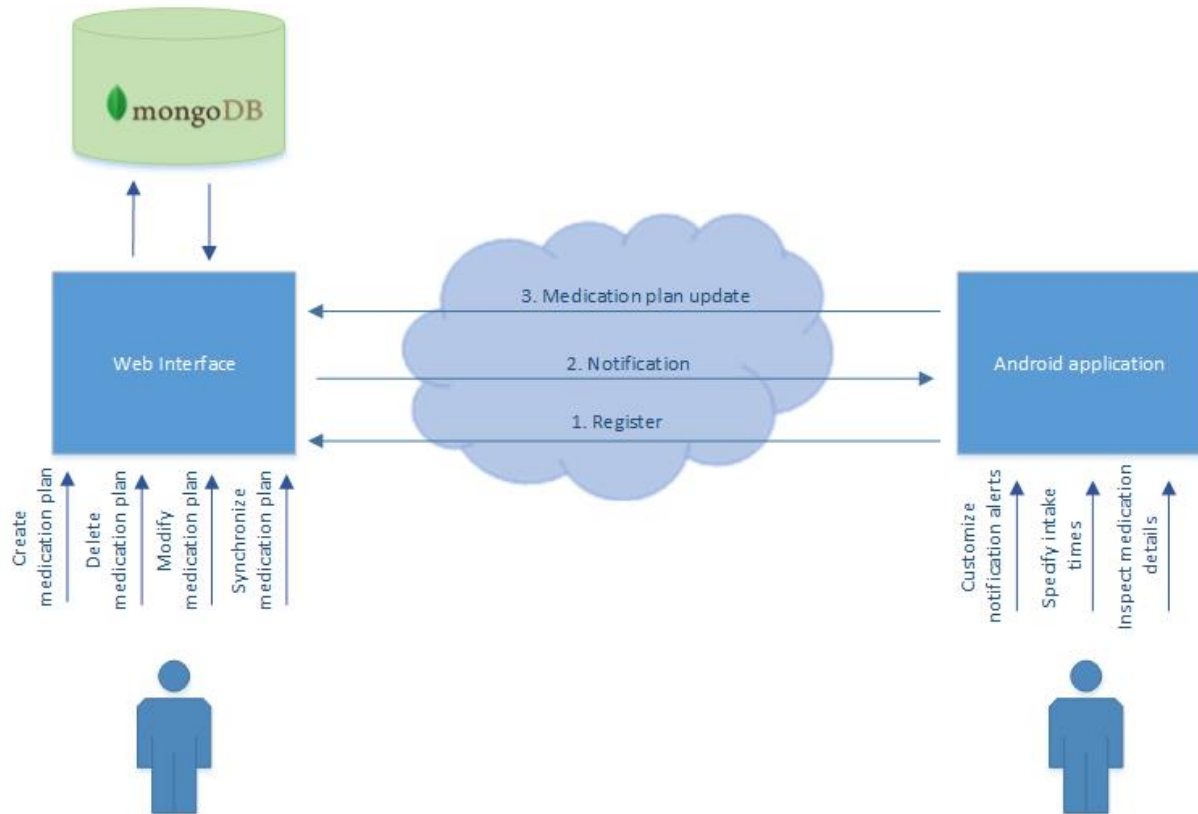 mongoDB
3. Medication plan update
Web Interface
2. Notification
Android application
1. Register
Create
medication plan
Delete
medication plan
Modify
medication plan
Synchronize
medication plan
Customize
notification alerts
Specify intake
times
Inspect medication
details